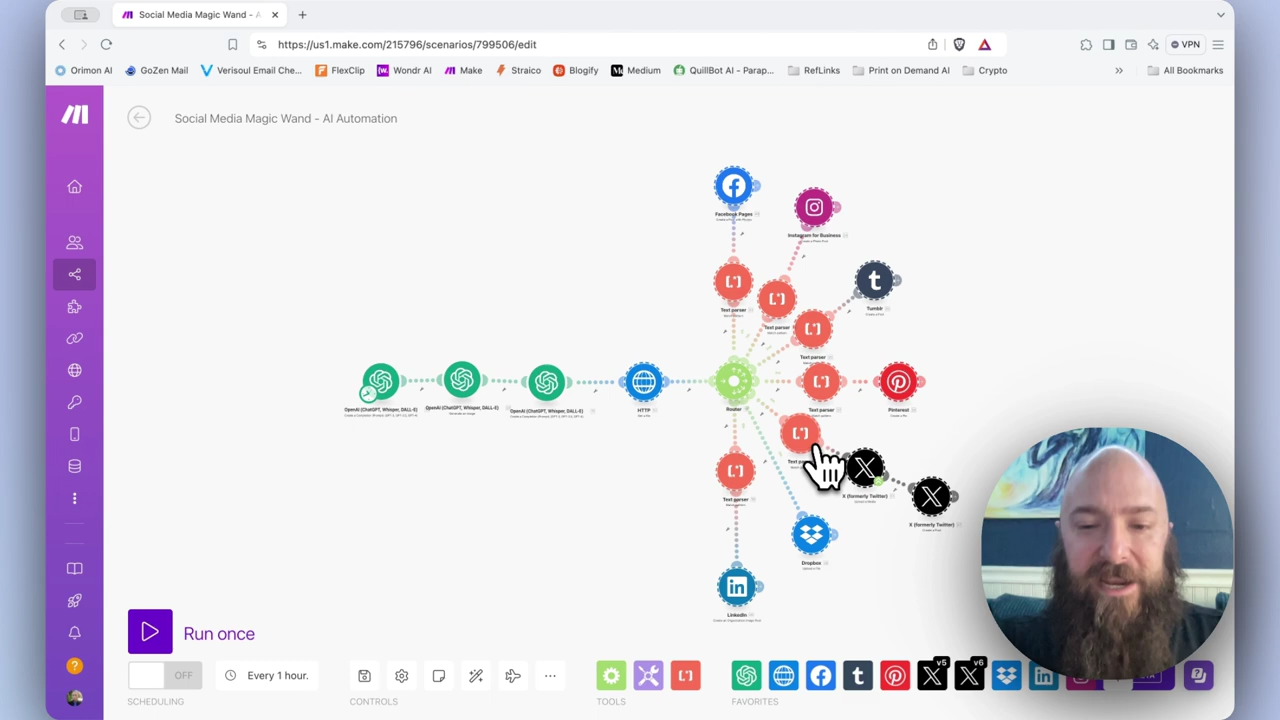 Social Media Magic Wand - A
https://us1.make.com/215796/scenarios/799506/edit
VPN
Orimon AI
GoZen Mail
Verisoul Email Che...
FlexClip
Wondr AI
Make
Straico
Blogify
Medium
QuillBot AI - Parap...
RefLinks
Print on Demand AI
Crypto
All Bookmarks
Social Media Magic Wand - AI Automation
Facebook Pages
Instagram for Business
Text parser
Text parser
Tumblr
Text parser
OpenAI (ChatGPT, Whisper, DALL-E)
OpenAI (ChatGPT, Whisper, DALL-E)
OpenAI (ChatGPT, Whisper, DALL-E)
HTTP
Router
Text parser
Pinterest
X (formerly Twitter)
Text parser
X (formerly Twitter)
Dropbox
LinkedIn
Run once
OFF
Every 1 hour.
SCHEDULING
CONTROLS
TOOLS
v5
v6
FAVORITES